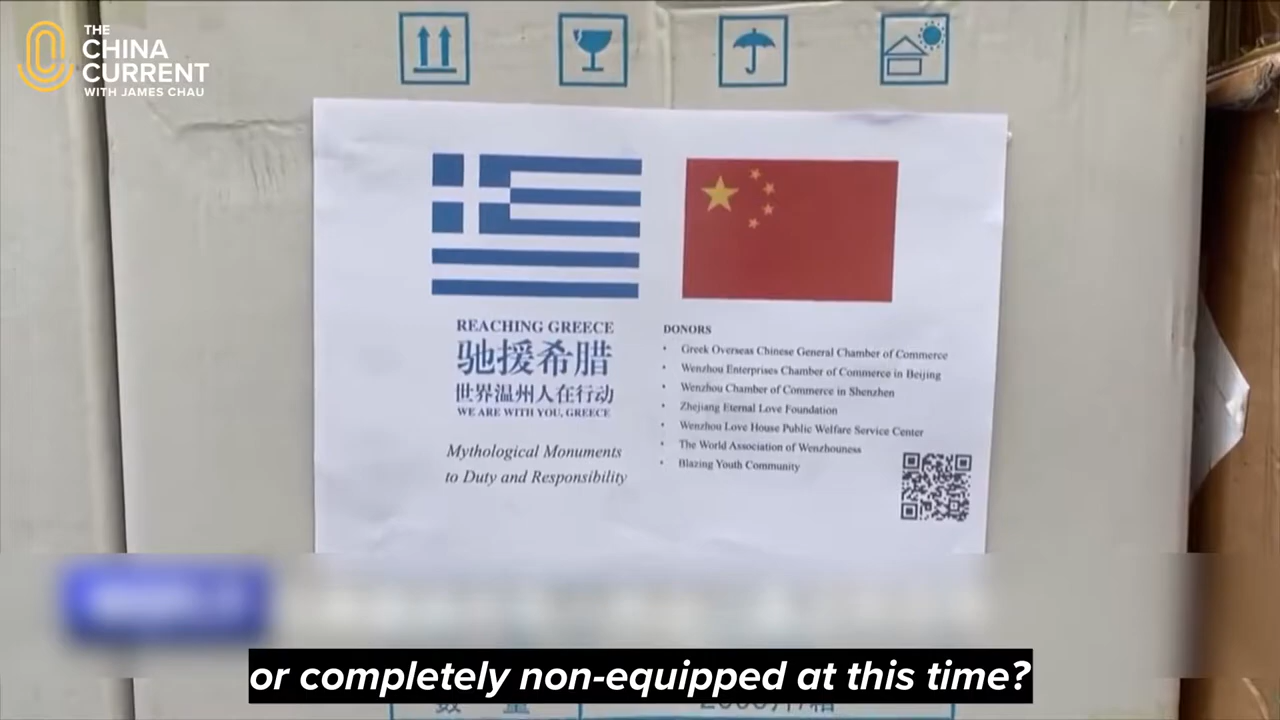 THE
CHINA
CURRENT
WITH JAMES CHAU
REACHING GREECE
驰援希腊
世界温州人在行动
WE ARE WITH YOU, GREECE
Mythological Monuments
to Duty and Responsibility
DONORS
• Greek Overseas Chinese General Chamber of Commerce
• Wenzhou Enterprises Chamber of Commerce in Beijing
• Wenzhou Chamber of Commerce in Shenzhen
• Zhejiang Eternal Love Foundation
• Wenzhou Love House Public Welfare Service Center
• The World Association of Wenzhouness
• Blazing Youth Community
or completely non-equipped at this time?
数 量